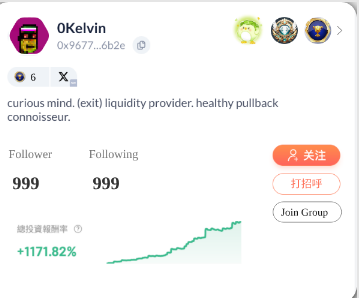 0Kelvin
0x9677...6b2e
6
X
curious mind. (exit) liquidity provider. healthy pullback
connoisseur.
Follower Following
999 999
关注
打招呼
Join Group
總投資報酬率 ?
+1171.82%